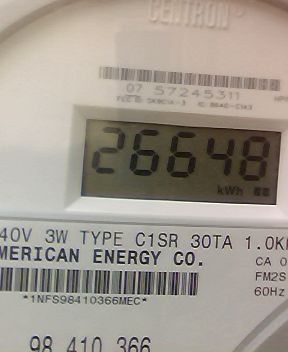 CENTRON®
07 57245311
26648
kWh
40V 3W TYPE C1SR 30TA 1.0K
MERICAN ENERGY CO.
CA 0
FM2S
*1NFS98410366MEC*
60Hz
98 410 366